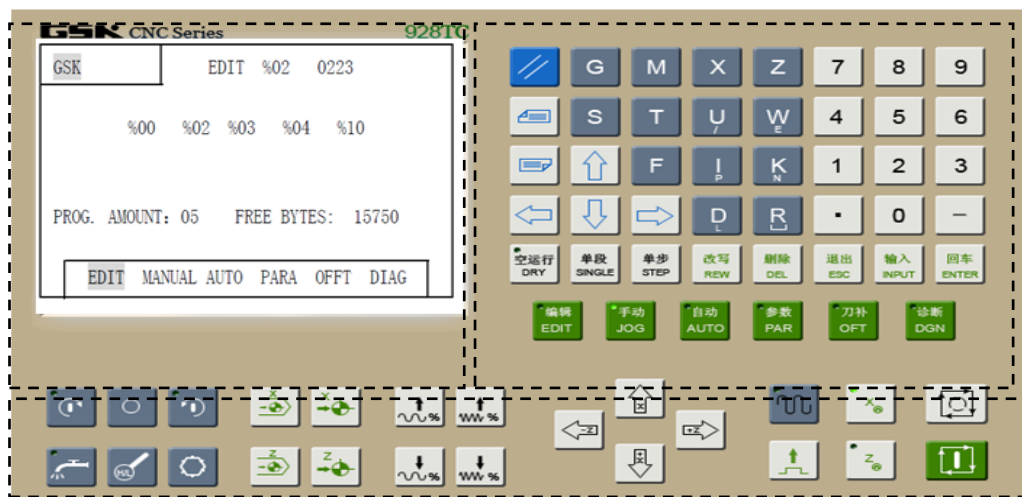 GSK CNC Series 928TC
GSK EDIT %02 0223
%00 %02 %03 %04 %10
PROG. AMOUNT: 05 FREE BYTES: 15750
EDIT MANUAL AUTO PARA OFFT DIAG
G M X Z 7 8 9
S T U / W E 4 5 6
F I P K N 1 2 3
D L R . 0 —
空运行 单段 单步 改写 删除 退出 输入 回车
DRY SINGLE STEP REW DEL ESC INPUT ENTER
编辑 手动 自动 参数 刀补 诊断
EDIT JOG AUTO PAR OFT DGN
X X % %
X
-Z +Z
X
X
Z Z % %
Z
H/L